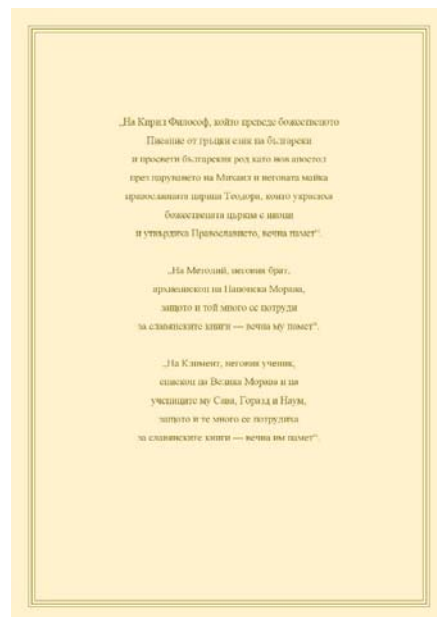 „На Кирил Философ, който преведе божественото
Писание от гръцки език на български
и просвети българския род като нов апостол
през царуването на Михаил и неговата майка
православната царица Теодора, които украсиха
божествената църква с икони
и утвърдиха Православието, вечна памет“.
„На Методий, неговия брат,
архиепископ на Панонска Морава,
защото и той много се потруди
за славянските книги — вечна му памет“.
„На Климент, неговия ученик,
епископ на Велика Морава и на
учениците му Сава, Горазд и Наум,
защото и те много се потрудиха
за славянските книги — вечна им памет“.